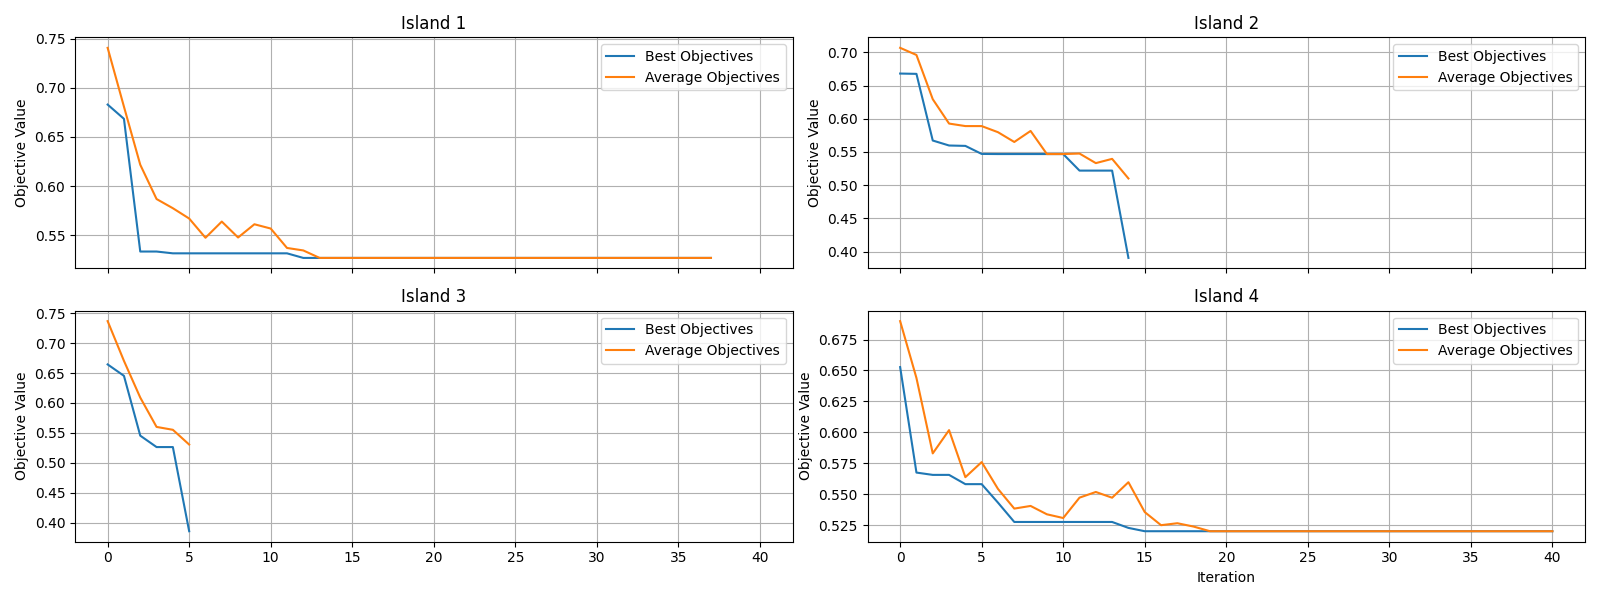 Island 1
Objective Value
0.75
0.70
0.65
0.60
0.55
Best Objectives
Average Objectives
Island 2
Objective Value
0.70
0.65
0.60
0.55
0.50
0.45
0.40
Best Objectives
Average Objectives
Island 3
Objective Value
0.75
0.70
0.65
0.60
0.55
0.50
0.45
0.40
Best Objectives
Average Objectives
0 5 10 15 20 25 30 35 40
Island 4
Objective Value
0.675
0.650
0.625
0.600
0.575
0.550
0.525
Best Objectives
Average Objectives
0 5 10 15 20 25 30 35 40
Iteration